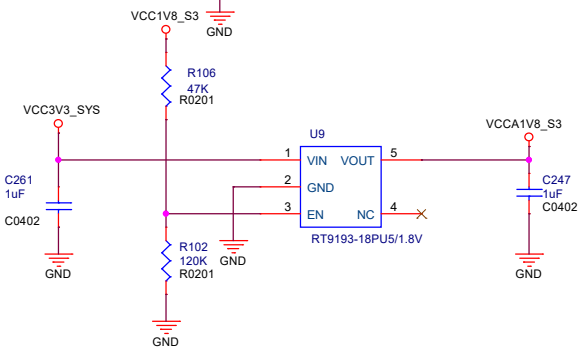 GND
VCC1V8_S3
R106
47K
R0201
VCC3V3_SYS
U9
VCCA1V8_S3
1
VIN
VOUT
5
2
GND
3
EN
NC
4
C261
1uF
C0402
C247
1uF
C0402
RT9193-18PU5/1.8V
R102
120K
R0201
GND
GND
GND
GND